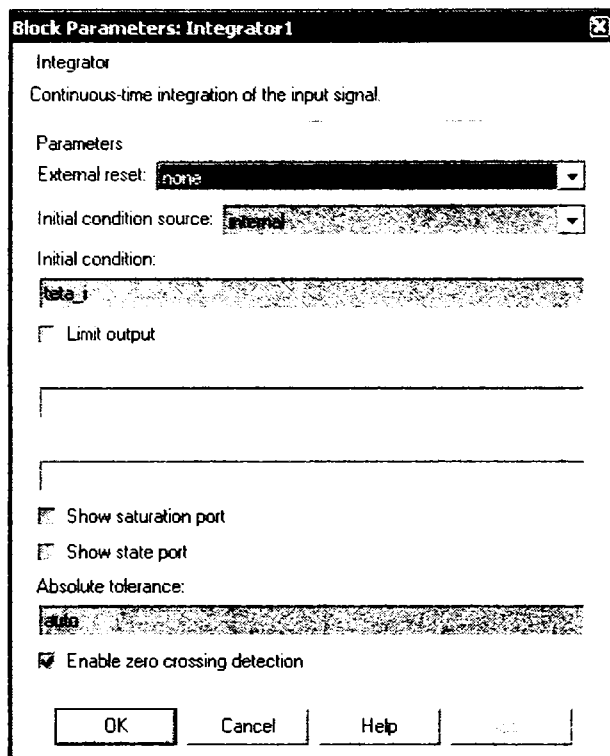 Block Parameters: Integrator1
Integrator
Continuous-time integration of the input signal.
Parameters
External reset: none
Initial condition source: internal
Initial condition:
teta_i
Limit output
Show saturation port
Show state port
Absolute tolerance:
auto
Enable zero crossing detection
OK Cancel Help